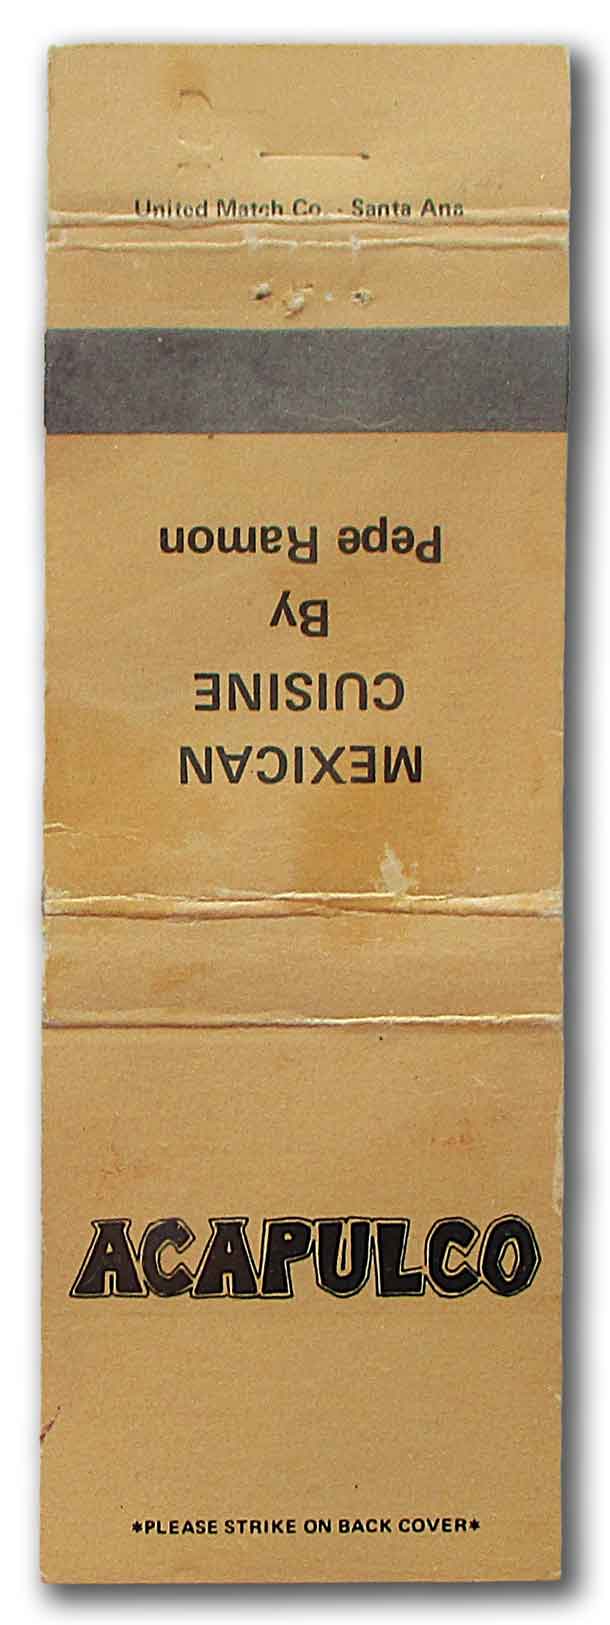 United Match Co. - Santa Ana
MEXICAN
CUISINE
By
Pepe Ramon
ACAPULCO
*PLEASE STRIKE ON BACK COVER*